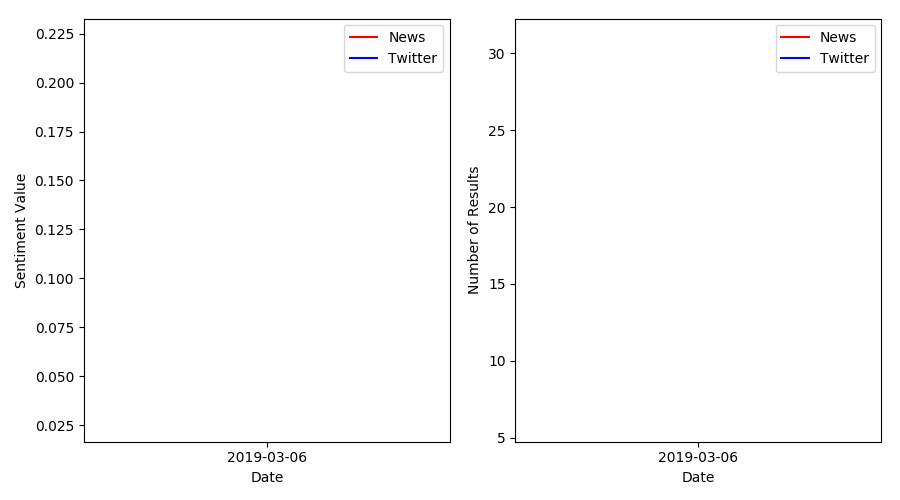 0.225
0.200
0.175
0.150
0.125
0.100
0.075
0.050
0.025
Sentiment Value
News
Twitter
2019-03-06
Date
30
25
20
15
10
5
Number of Results
News
Twitter
2019-03-06
Date